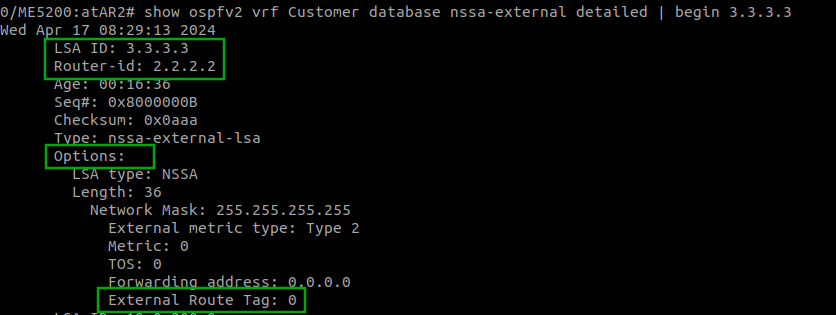 0/ME5200:atAR2# show ospfv2 vrf Customer database nssa-external detailed | begin 3.3.3.3
Wed Apr 17 08:29:13 2024
LSA ID: 3.3.3.3
Router-id: 2.2.2.2
Age: 00:16:36
Seq#: 0x8000000B
Checksum: 0x0aaa
Type: nssa-external-lsa
Options:
LSA type: NSSA
Length: 36
Network Mask: 255.255.255.255
External metric type: Type 2
Metric: 0
TOS: 0
Forwarding address: 0.0.0.0
External Route Tag: 0